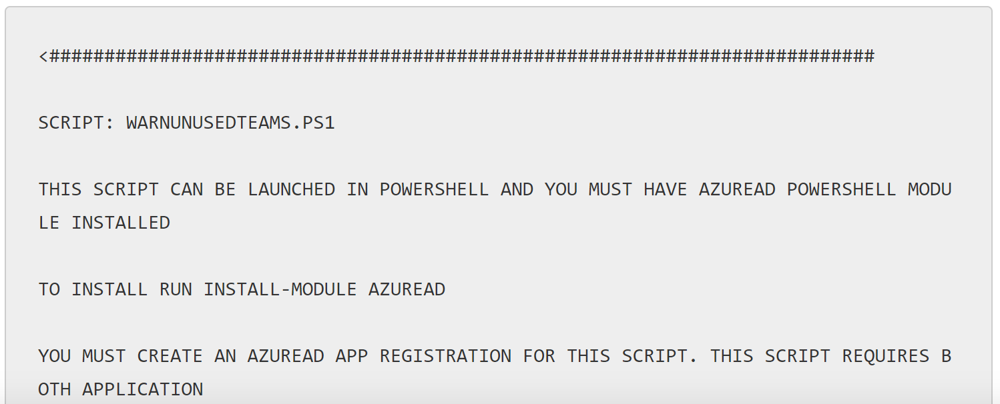 <###########################################################################
SCRIPT: WARNUNUSEDTEAMS.PS1
THIS SCRIPT CAN BE LAUNCHED IN POWERSHELL AND YOU MUST HAVE AZUREAD POWERSHELL MODU
LE INSTALLED
TO INSTALL RUN INSTALL-MODULE AZUREAD
YOU MUST CREATE AN AZUREAD APP REGISTRATION FOR THIS SCRIPT. THIS SCRIPT REQUIRES B
OTH APPLICATION